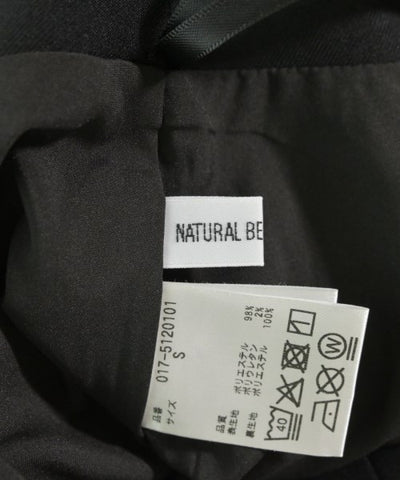 NATURAL BE
品番 017-5120101
サイズ S
品質
表生地 ポリエステル 98%
ポリウレタン 2%
裏生地 ポリエステル 100%
40
W